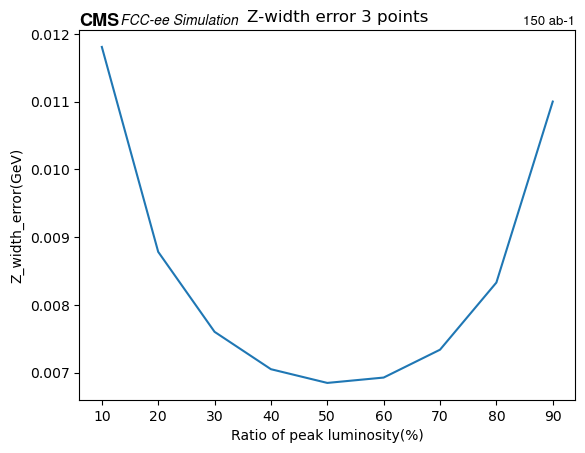 CMS FCC-ee Simulation Z-width error 3 points 150 ab-1
0.012
0.011
0.010
0.009
0.008
0.007
Z_width_error(GeV)
10 20 30 40 50 60 70 80 90
Ratio of peak luminosity(%)